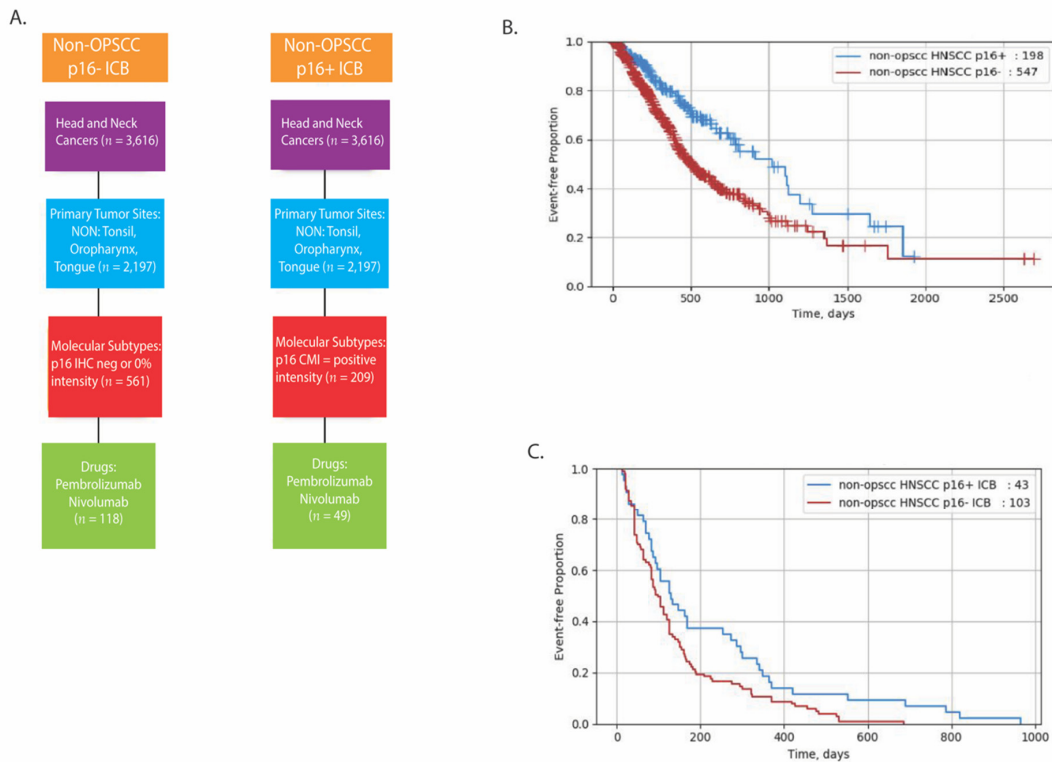 A.
Non-OPSCC
p16- ICB
Head and Neck
Cancers (n = 3,616)
Primary Tumor Sites:
NON: Tonsil,
Oropharynx,
Tongue (n = 2,197)
Molecular Subtypes:
p16 IHC neg or 0%
intensity (n = 561)
Drugs:
Pembrolizumab
Nivolumab
(n = 118)
Non-OPSCC
p16+ ICB
Head and Neck
Cancers (n = 3,616)
Primary Tumor Sites:
NON: Tonsil,
Oropharynx,
Tongue (n = 2,197)
Molecular Subtypes:
p16 CMI = positive
intensity (n = 209)
Drugs:
Pembrolizumab
Nivolumab
(n = 49)
B.
1.0
0.8
0.6
0.4
0.2
0.0
Event-free Proportion
non-opscc HNSCC p16+ : 198
non-opscc HNSCC p16- : 547
0 500 1000 1500 2000 2500
Time, days
C.
1.0
0.8
0.6
0.4
0.2
0.0
Event-free Proportion
non-opscc HNSCC p16+ ICB : 43
non-opscc HNSCC p16- ICB : 103
0 200 400 600 800 1000
Time, days